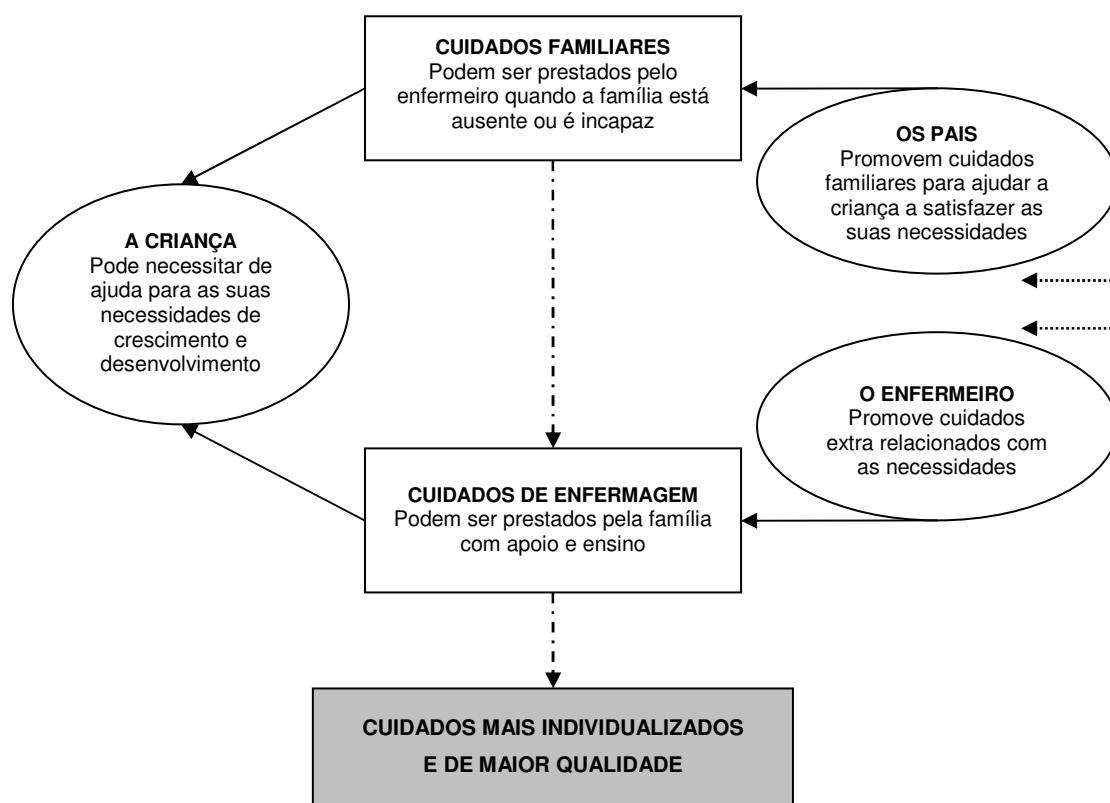 CUIDADOS FAMILIARES
Podem ser prestados pelo
enfermeiro quando a família está
ausente ou é incapaz
OS PAIS
Promovem cuidados
familiares para ajudar a
criança a satisfazer as
suas necessidades
A CRIANÇA
Pode necessitar de
ajuda para as suas
necessidades de
crescimento e
desenvolvimento
O ENFERMEIRO
Promove cuidados
extra relacionados com
as necessidades
CUIDADOS DE ENFERMAGEM
Podem ser prestados pela família
com apoio e ensino
CUIDADOS MAIS INDIVIDUALIZADOS
E DE MAIOR QUALIDADE